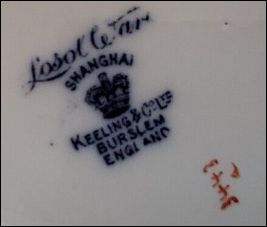 Losol Ware
SHANGHAI
KEELING & Co LTD
BURSLEM
ENGLAND